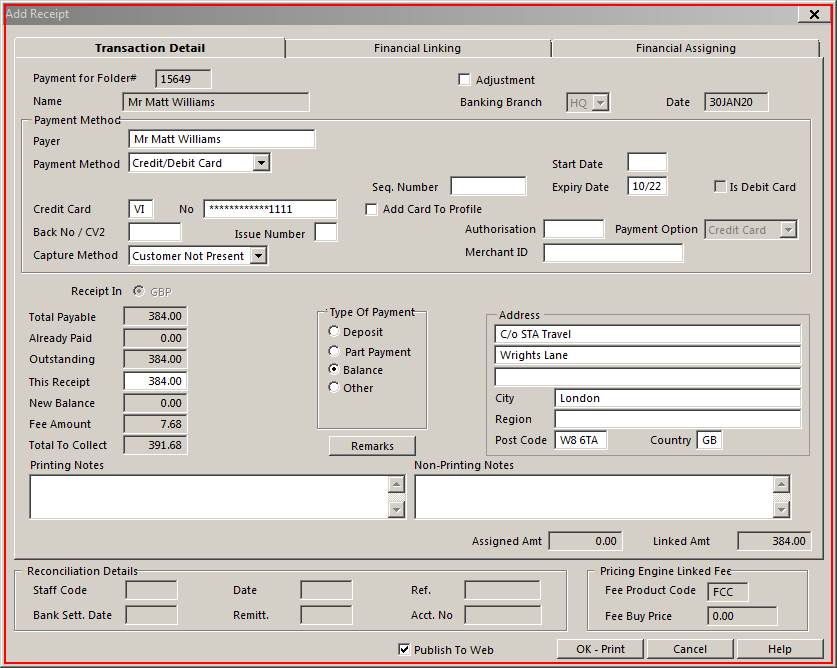 Add Receipt
Transaction Detail Financial Linking Financial Assigning
Payment for Folder# 15649 Adjustment
Name Mr Matt Williams Banking Branch HQ Date 30JAN20
Payment Method
Payer Mr Matt Williams
Payment Method Credit/Debit Card Start Date
Seq. Number Expiry Date 10/22 Is Debit Card
Credit Card VI No ************1111 Add Card To Profile
Back No / CV2 Issue Number Authorisation Payment Option Credit Card
Capture Method Customer Not Present Merchant ID
Receipt In GBP
Total Payable 384.00
Already Paid 0.00
Outstanding 384.00
This Receipt 384.00
New Balance 0.00
Fee Amount 7.68
Total To Collect 391.68
Type Of Payment
Deposit
Part Payment
Balance
Other
Remarks
Address
C/o STA Travel
Wrights Lane
City London
Region
Post Code W8 6TA Country GB
Printing Notes Non-Printing Notes
Assigned Amt 0.00 Linked Amt 384.00
Reconciliation Details
Staff Code Date Ref.
Bank Sett. Date Remitt. Acct. No
Pricing Engine Linked Fee
Fee Product Code FCC
Fee Buy Price 0.00
Publish To Web OK - Print Cancel Help